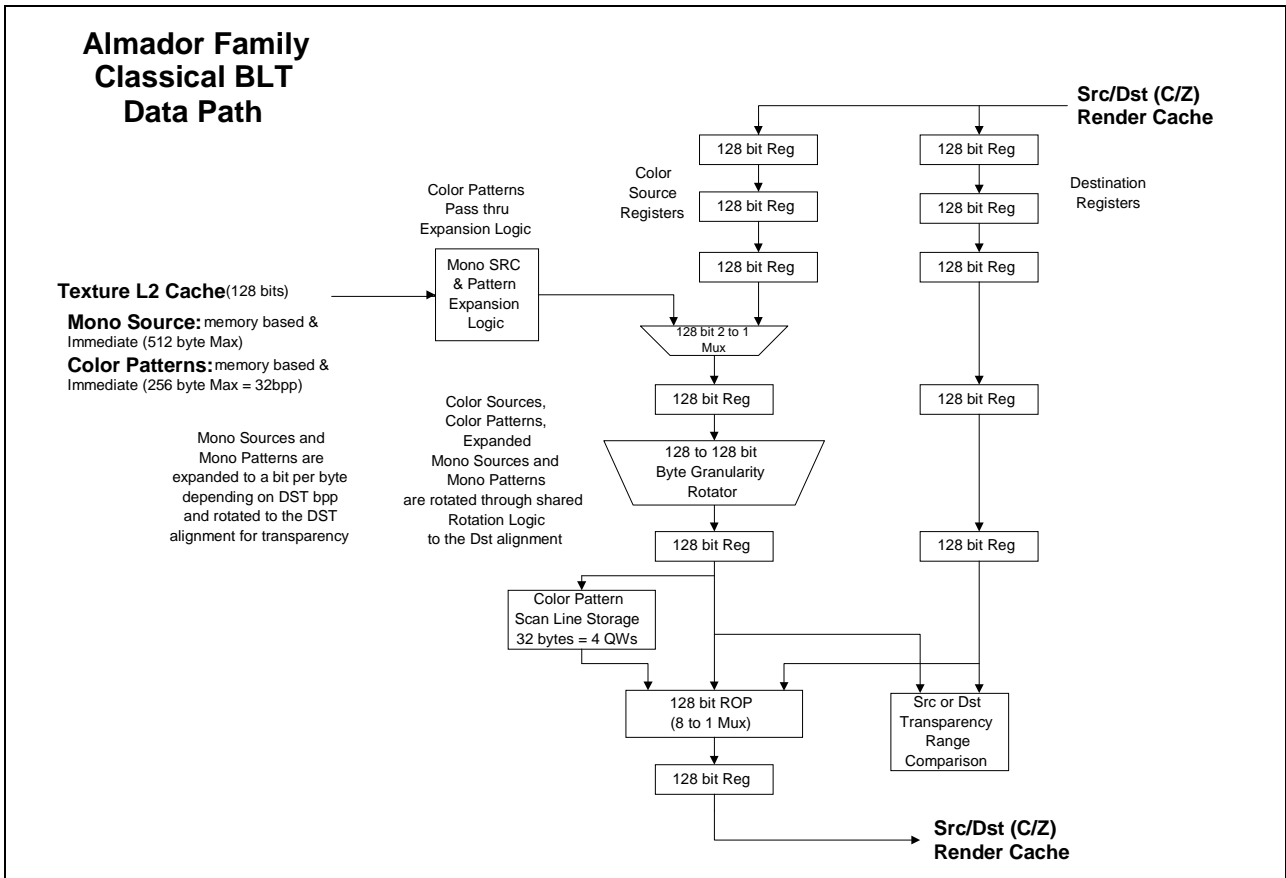 Almador Family
Classical BLT
Data Path
Src/Dst (C/Z)
Render Cache
128 bit Reg
128 bit Reg
Color
Source
Registers
Destination
Registers
128 bit Reg
128 bit Reg
Color Patterns
Pass thru
Expansion Logic
128 bit Reg
128 bit Reg
Mono SRC
& Pattern
Expansion
Logic
Texture L2 Cache (128 bits)
Mono Source: memory based &
Immediate (512 byte Max)
Color Patterns: memory based &
Immediate (256 byte Max = 32bpp)
128 bit 2 to 1
Mux
128 bit Reg
128 bit Reg
Mono Sources and
Mono Patterns are
expanded to a bit per byte
depending on DST bpp
and rotated to the DST
alignment for transparency
Color Sources,
Color Patterns,
Expanded
Mono Sources and
Mono Patterns
are rotated through shared
Rotation Logic
to the Dst alignment
128 to 128 bit
Byte Granularity
Rotator
128 bit Reg
128 bit Reg
Color Pattern
Scan Line Storage
32 bytes = 4 QWs
128 bit ROP
(8 to 1 Mux)
Src or Dst
Transparency
Range
Comparison
128 bit Reg
Src/Dst (C/Z)
Render Cache